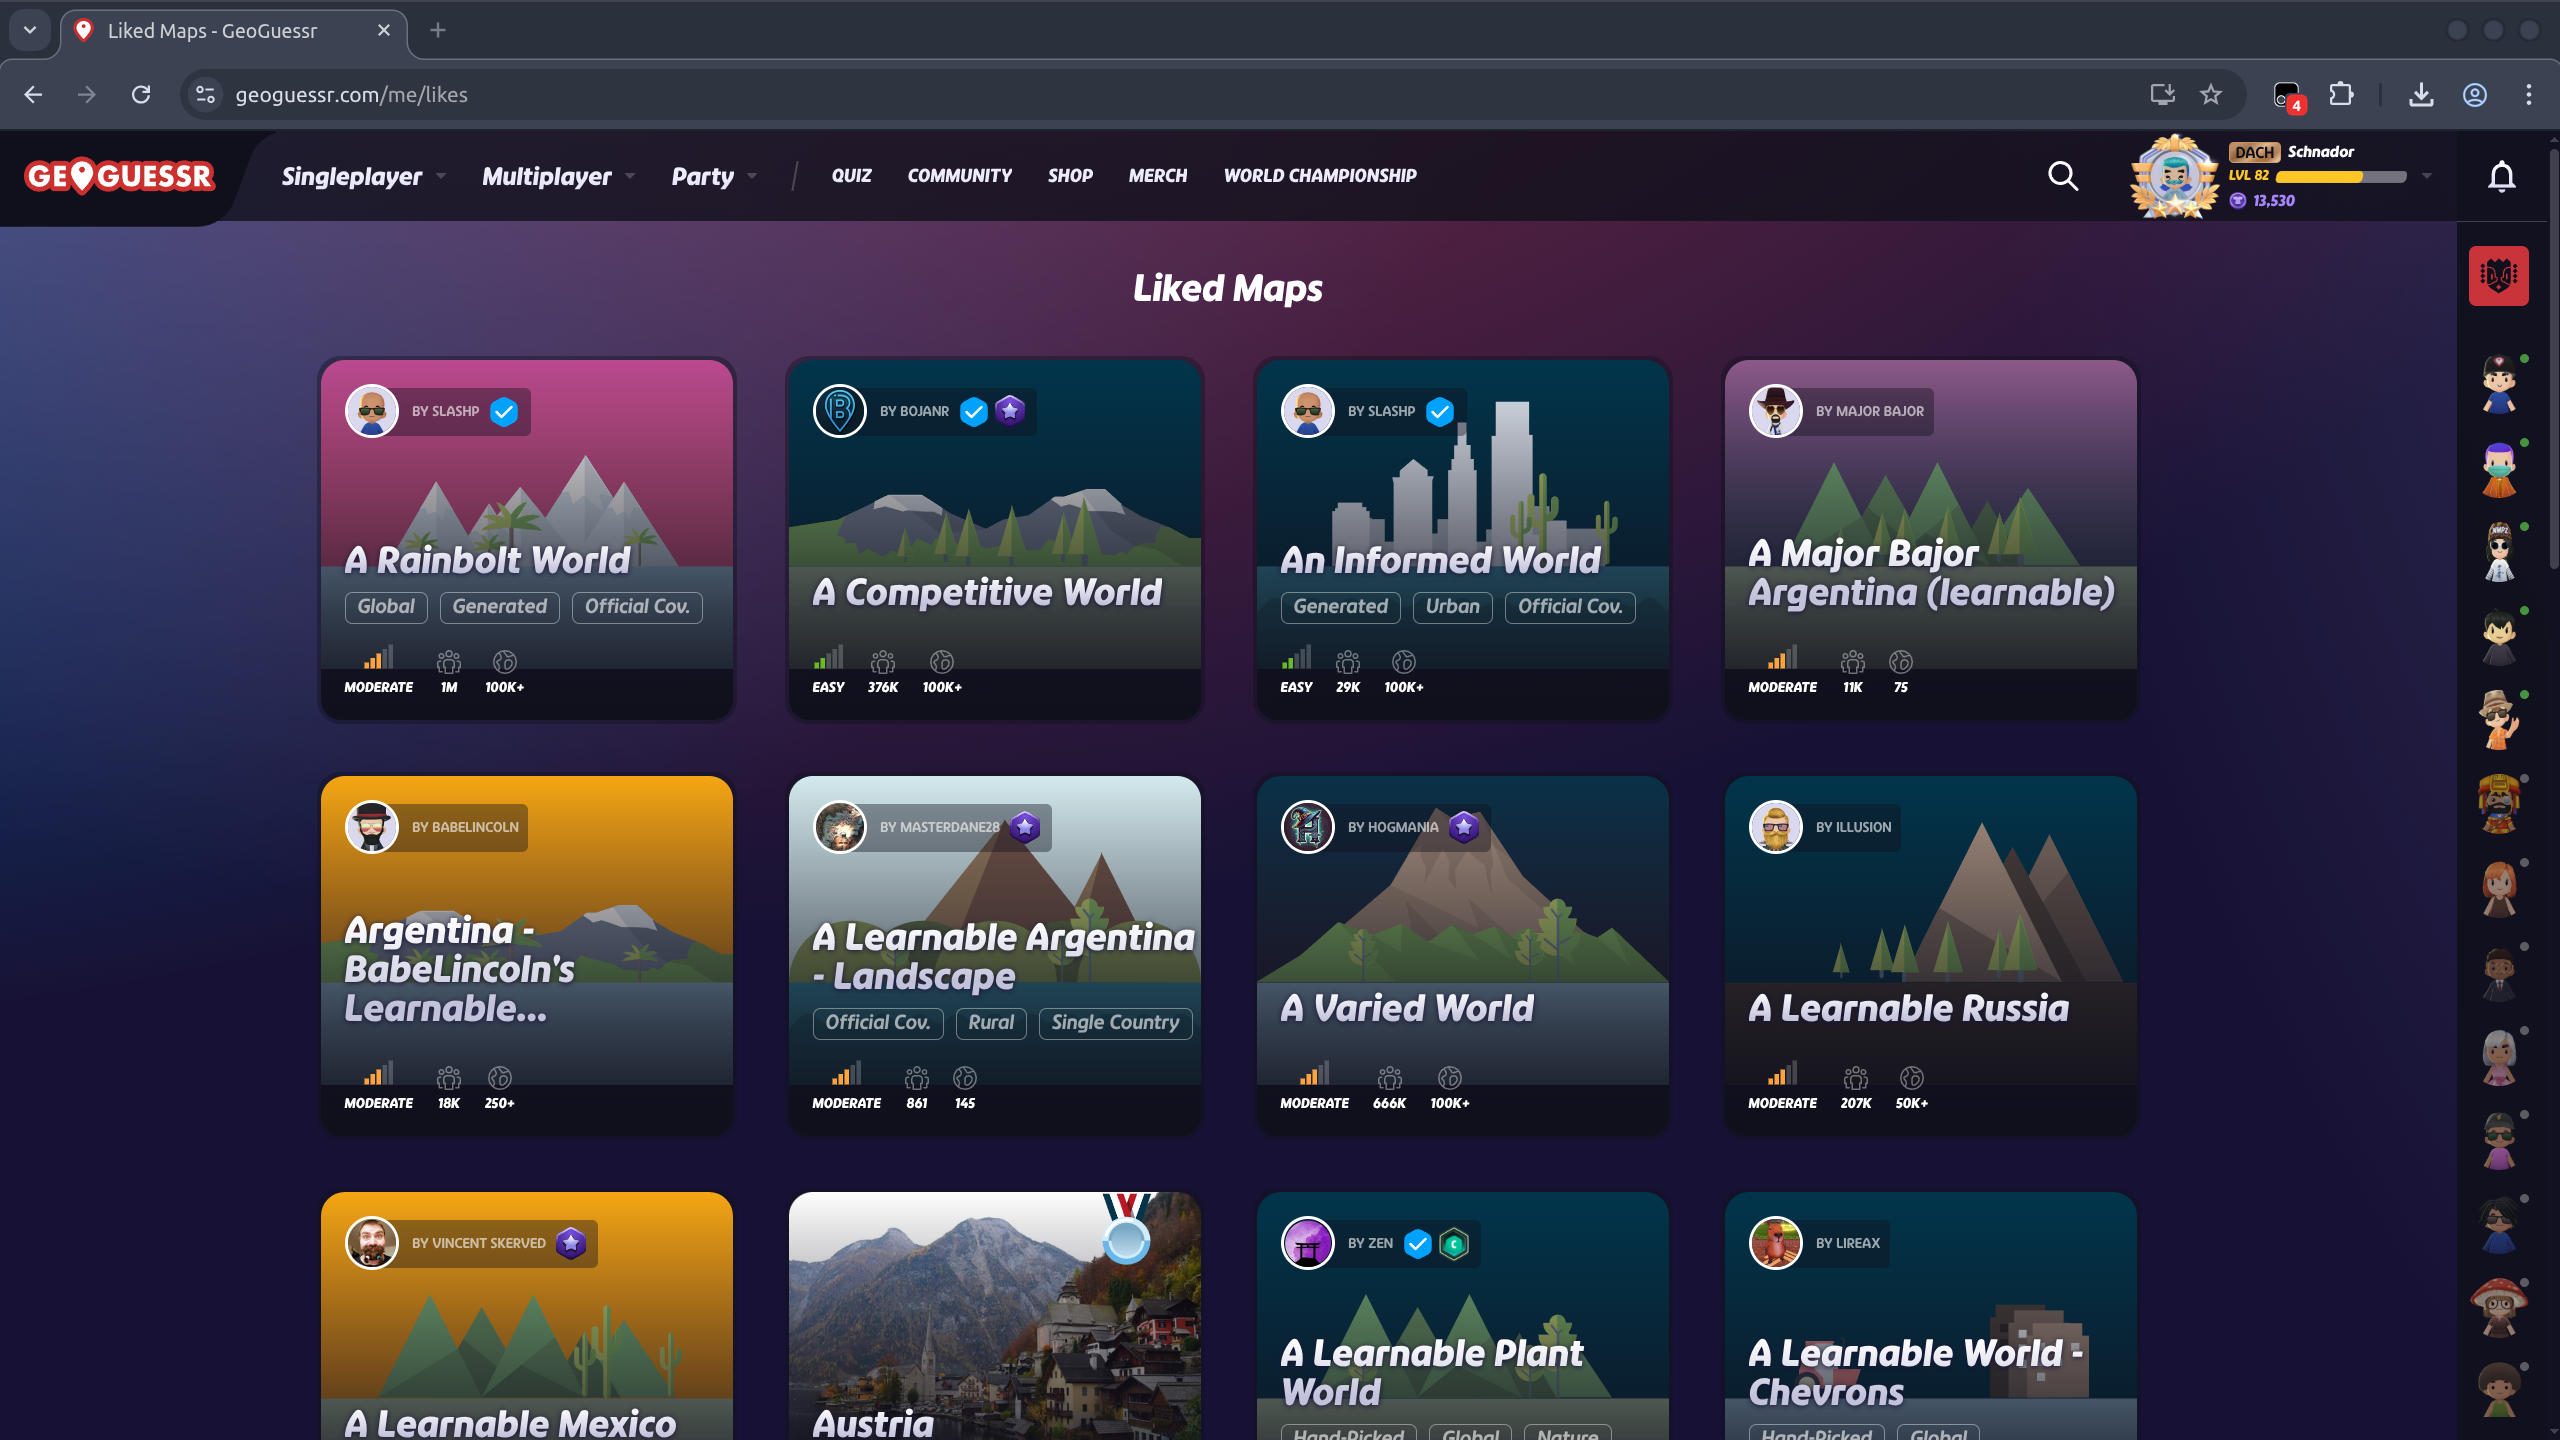 Liked Maps - GeoGuessr
geoguessr.com/me/likes
4
GEOGUESSR
Singleplayer
Multiplayer
Party
QUIZ
COMMUNITY
SHOP
MERCH
WORLD CHAMPIONSHIP
DACH Schnador
LVL 82
13,530
Liked Maps
BY SLASHP
A Rainbolt World
Global Generated Official Cov.
MODERATE 1M 100K+
BY BOJANR
A Competitive World
EASY 376K 100K+
BY SLASHP
An Informed World
Generated Urban Official Cov.
EASY 29K 100K+
BY MAJOR BAJOR
A Major Bajor
Argentina (learnable)
MODERATE 11K 75
BY BABELINCOLN
Argentina -
BabeLincoln's
Learnable...
MODERATE 18K 250+
BY MASTERDANE28
A Learnable Argentina
- Landscape
Official Cov. Rural Single Country
MODERATE 861 145
BY HOGMANIA
A Varied World
MODERATE 666K 100K+
BY ILLUSION
A Learnable Russia
MODERATE 207K 50K+
BY VINCENT SKERVED
A Learnable Mexico
Austria
BY ZEN
C
A Learnable Plant
World
Hand-Picked Global Nature
BY LIREAX
A Learnable World -
Chevrons
Hand-Picked Global